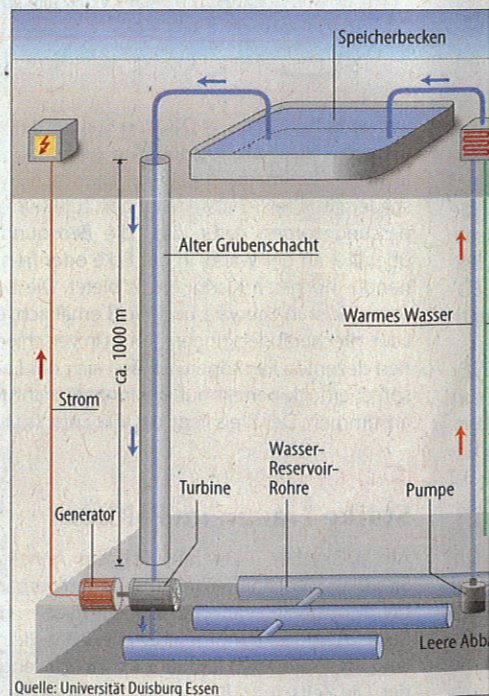 Speicherbecken
Alter Grubenschacht
ca. 1000 m
Warmes Wasser
Strom
Wasser-
Reservoir-
Rohre
Turbine
Pumpe
Generator
Leere Abba
Quelle: Universität Duisburg Essen